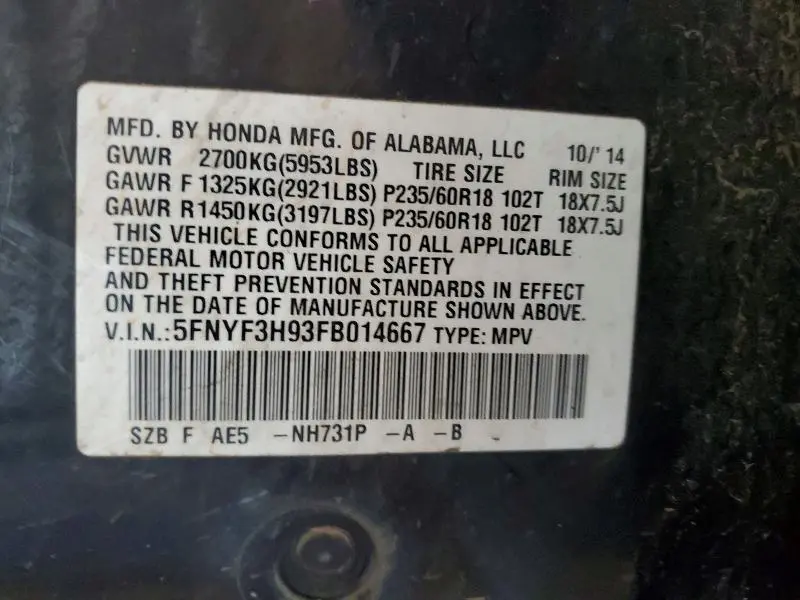 MFD. BY HONDA MFG. OF ALABAMA, LLC 10/'14
GVWR 2700KG(5953LBS) TIRE SIZE RIM SIZE
GAWR F 1325KG(2921LBS) P235/60R18 102T 18X7.5J
GAWR R 1450KG(3197LBS) P235/60R18 102T 18X7.5J
THIS VEHICLE CONFORMS TO ALL APPLICABLE
FEDERAL MOTOR VEHICLE SAFETY
AND THEFT PREVENTION STANDARDS IN EFFECT
ON THE DATE OF MANUFACTURE SHOWN ABOVE.
V.I.N.:5FNYF3H93FB014667 TYPE: MPV
SZB F AE5 -NH731P -A -B -